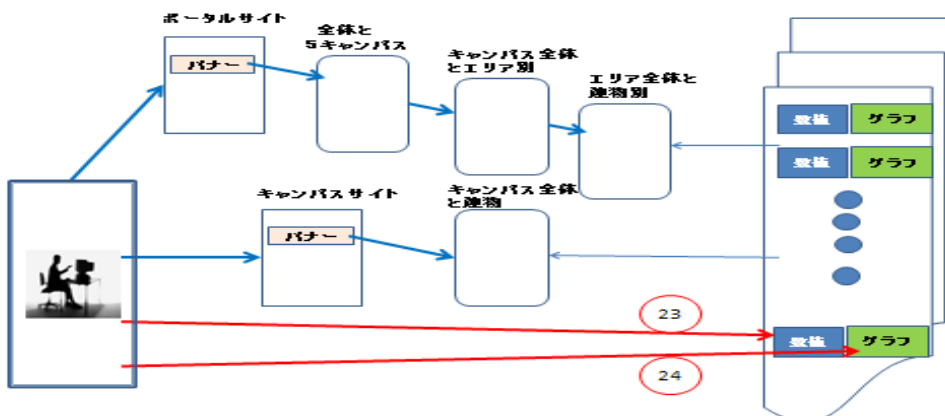 ポータルサイト
全体と
5キャンパス
バナー
キャンパス全体
とエリア別
エリア全体と
建物別
数値
グラフ
数値
グラフ
キャンパスサイト
キャンパス全体
と建物
バナー
23
数値
グラフ
24